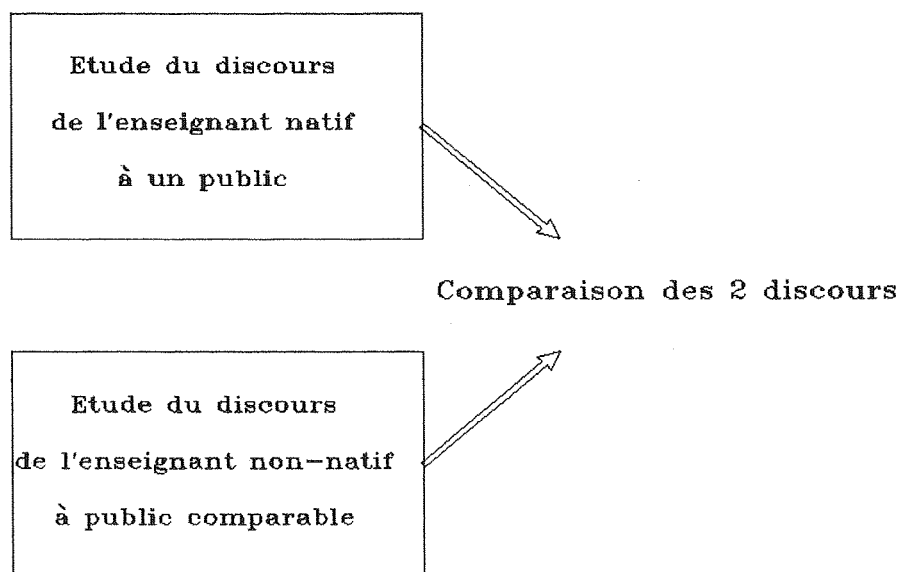 Etude du discours
de l'enseignant natif
à un public
Comparaison des 2 discours
Etude du discours
de l'enseignant non-natif
à public comparable